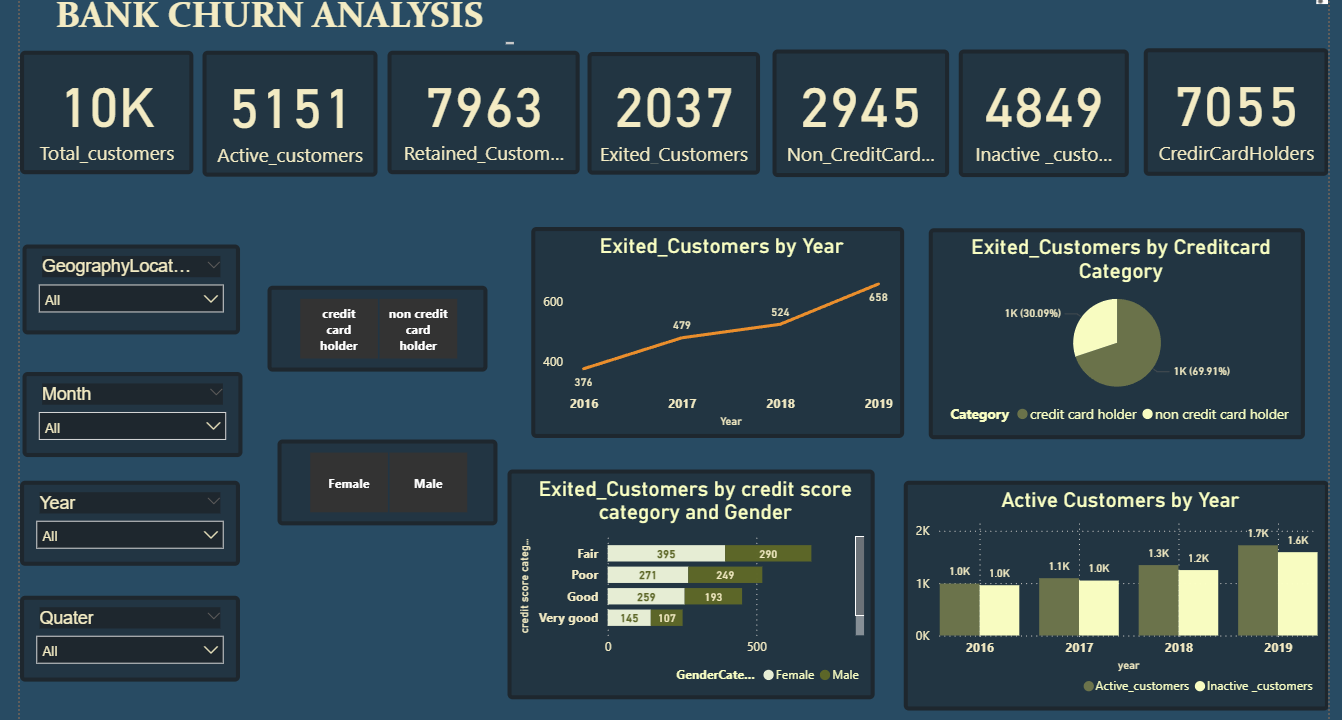 BANK CHURN ANALYSIS
10K
Total_customers
5151
Active_customers
7963
Retained_Custom...
2037
Exited_Customers
2945
Non_CreditCard...
4849
Inactive _custo...
7055
CredirCardHolders
GeographyLocat...
All
Month
All
Year
All
Quater
All
credit
card
holder
non credit
card
holder
Female
Male
Exited_Customers by Year
600
400
376
479
524
658
2016
2017
2018
2019
Year
Exited_Customers by Creditcard
Category
1K (30.09%)
1K (69.91%)
Category credit card holder non credit card holder
Exited_Customers by credit score
category and Gender
credit score categ...
Fair 395 290
Poor 271 249
Good 259 193
Very good 145 107
0 500
GenderCate... Female Male
Active Customers by Year
2K
1K
0K
1.0K 1.0K
1.1K 1.0K
1.3K 1.2K
1.7K 1.6K
2016 2017 2018 2019
year
Active_customers Inactive _customers